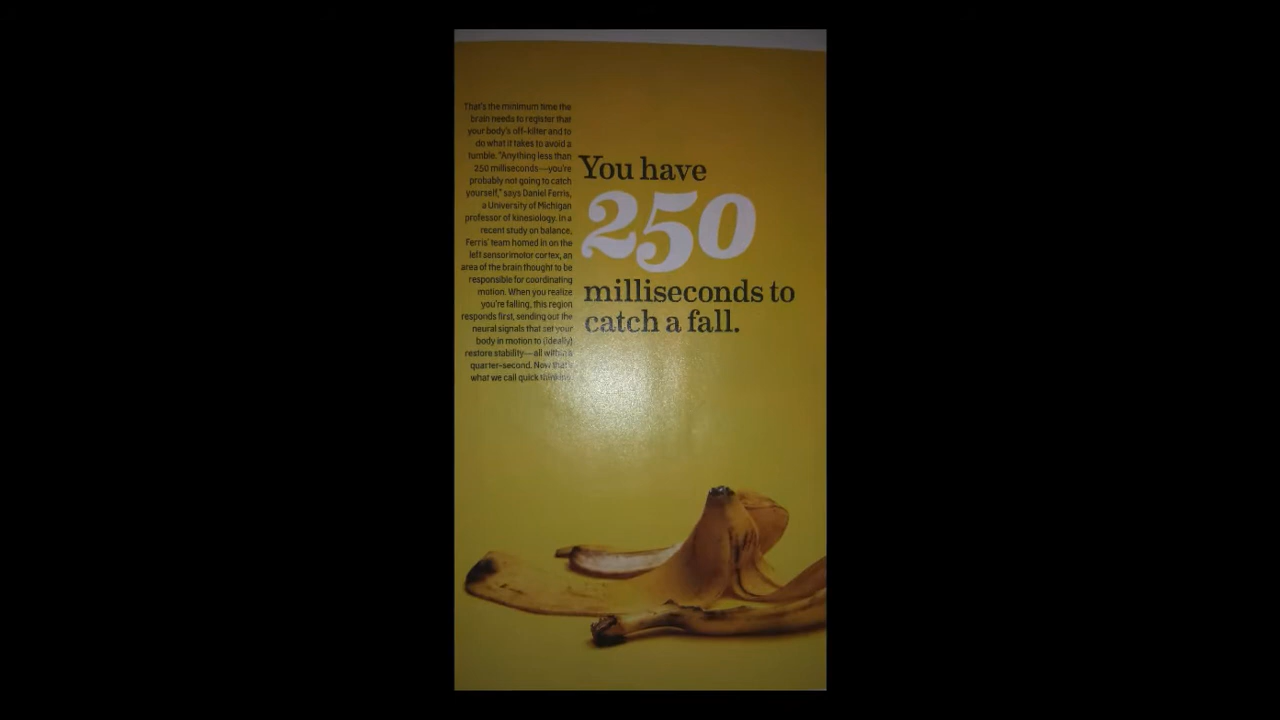 That's the minimum time the
brain needs to register that
your body's off-kilter and to
do what it takes to avoid a
tumble. "Anything less than
250 milliseconds—you're
probably not going to catch
yourself," says Daniel Ferris,
a University of Michigan
professor of kinesiology. In a
recent study on balance,
Ferris' team homed in on the
left sensorimotor cortex, an
area of the brain thought to be
responsible for coordinating
motion. When you realize
you're falling, this region
responds first, sending out the
neural signals that set your
body in motion to (ideally)
restore stability—all within a
quarter-second. Now that's
what we call quick thinking.
You have
250
milliseconds to
catch a fall.